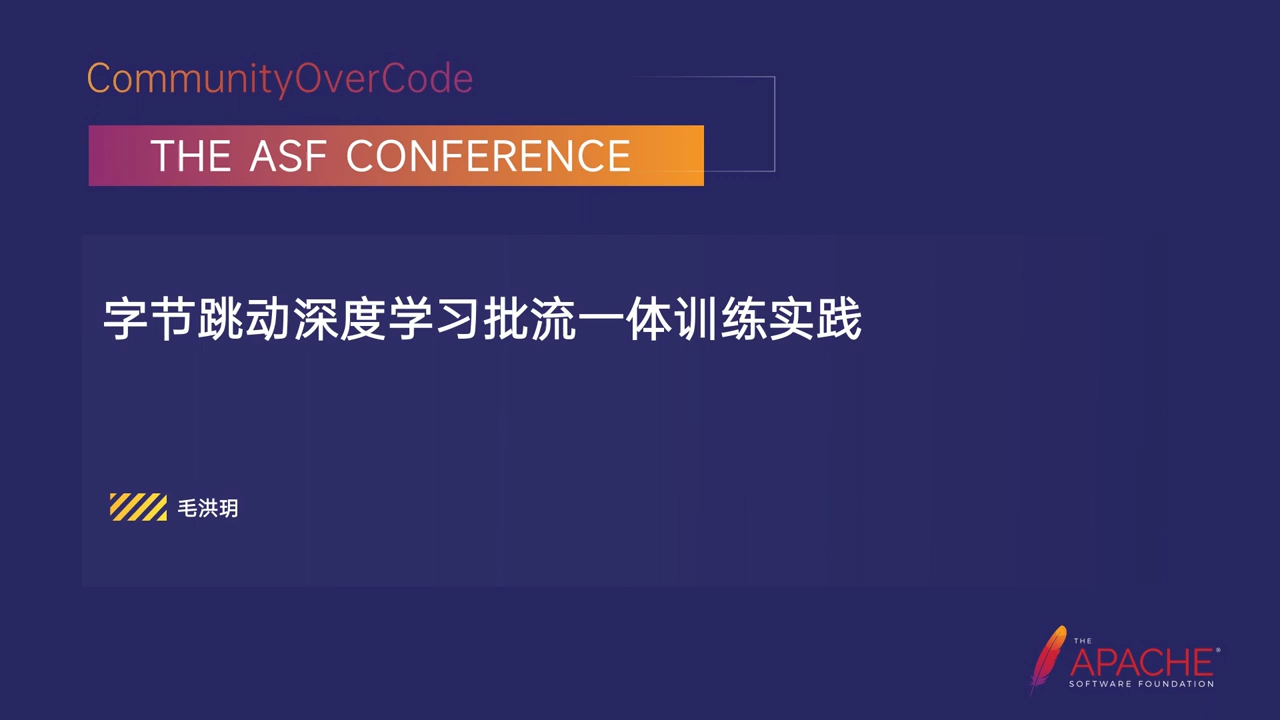 CommunityOverCode
THE ASF CONFERENCE
字节跳动深度学习批流一体训练实践
毛洪玥
THE
APACHE®
SOFTWARE FOUNDATION